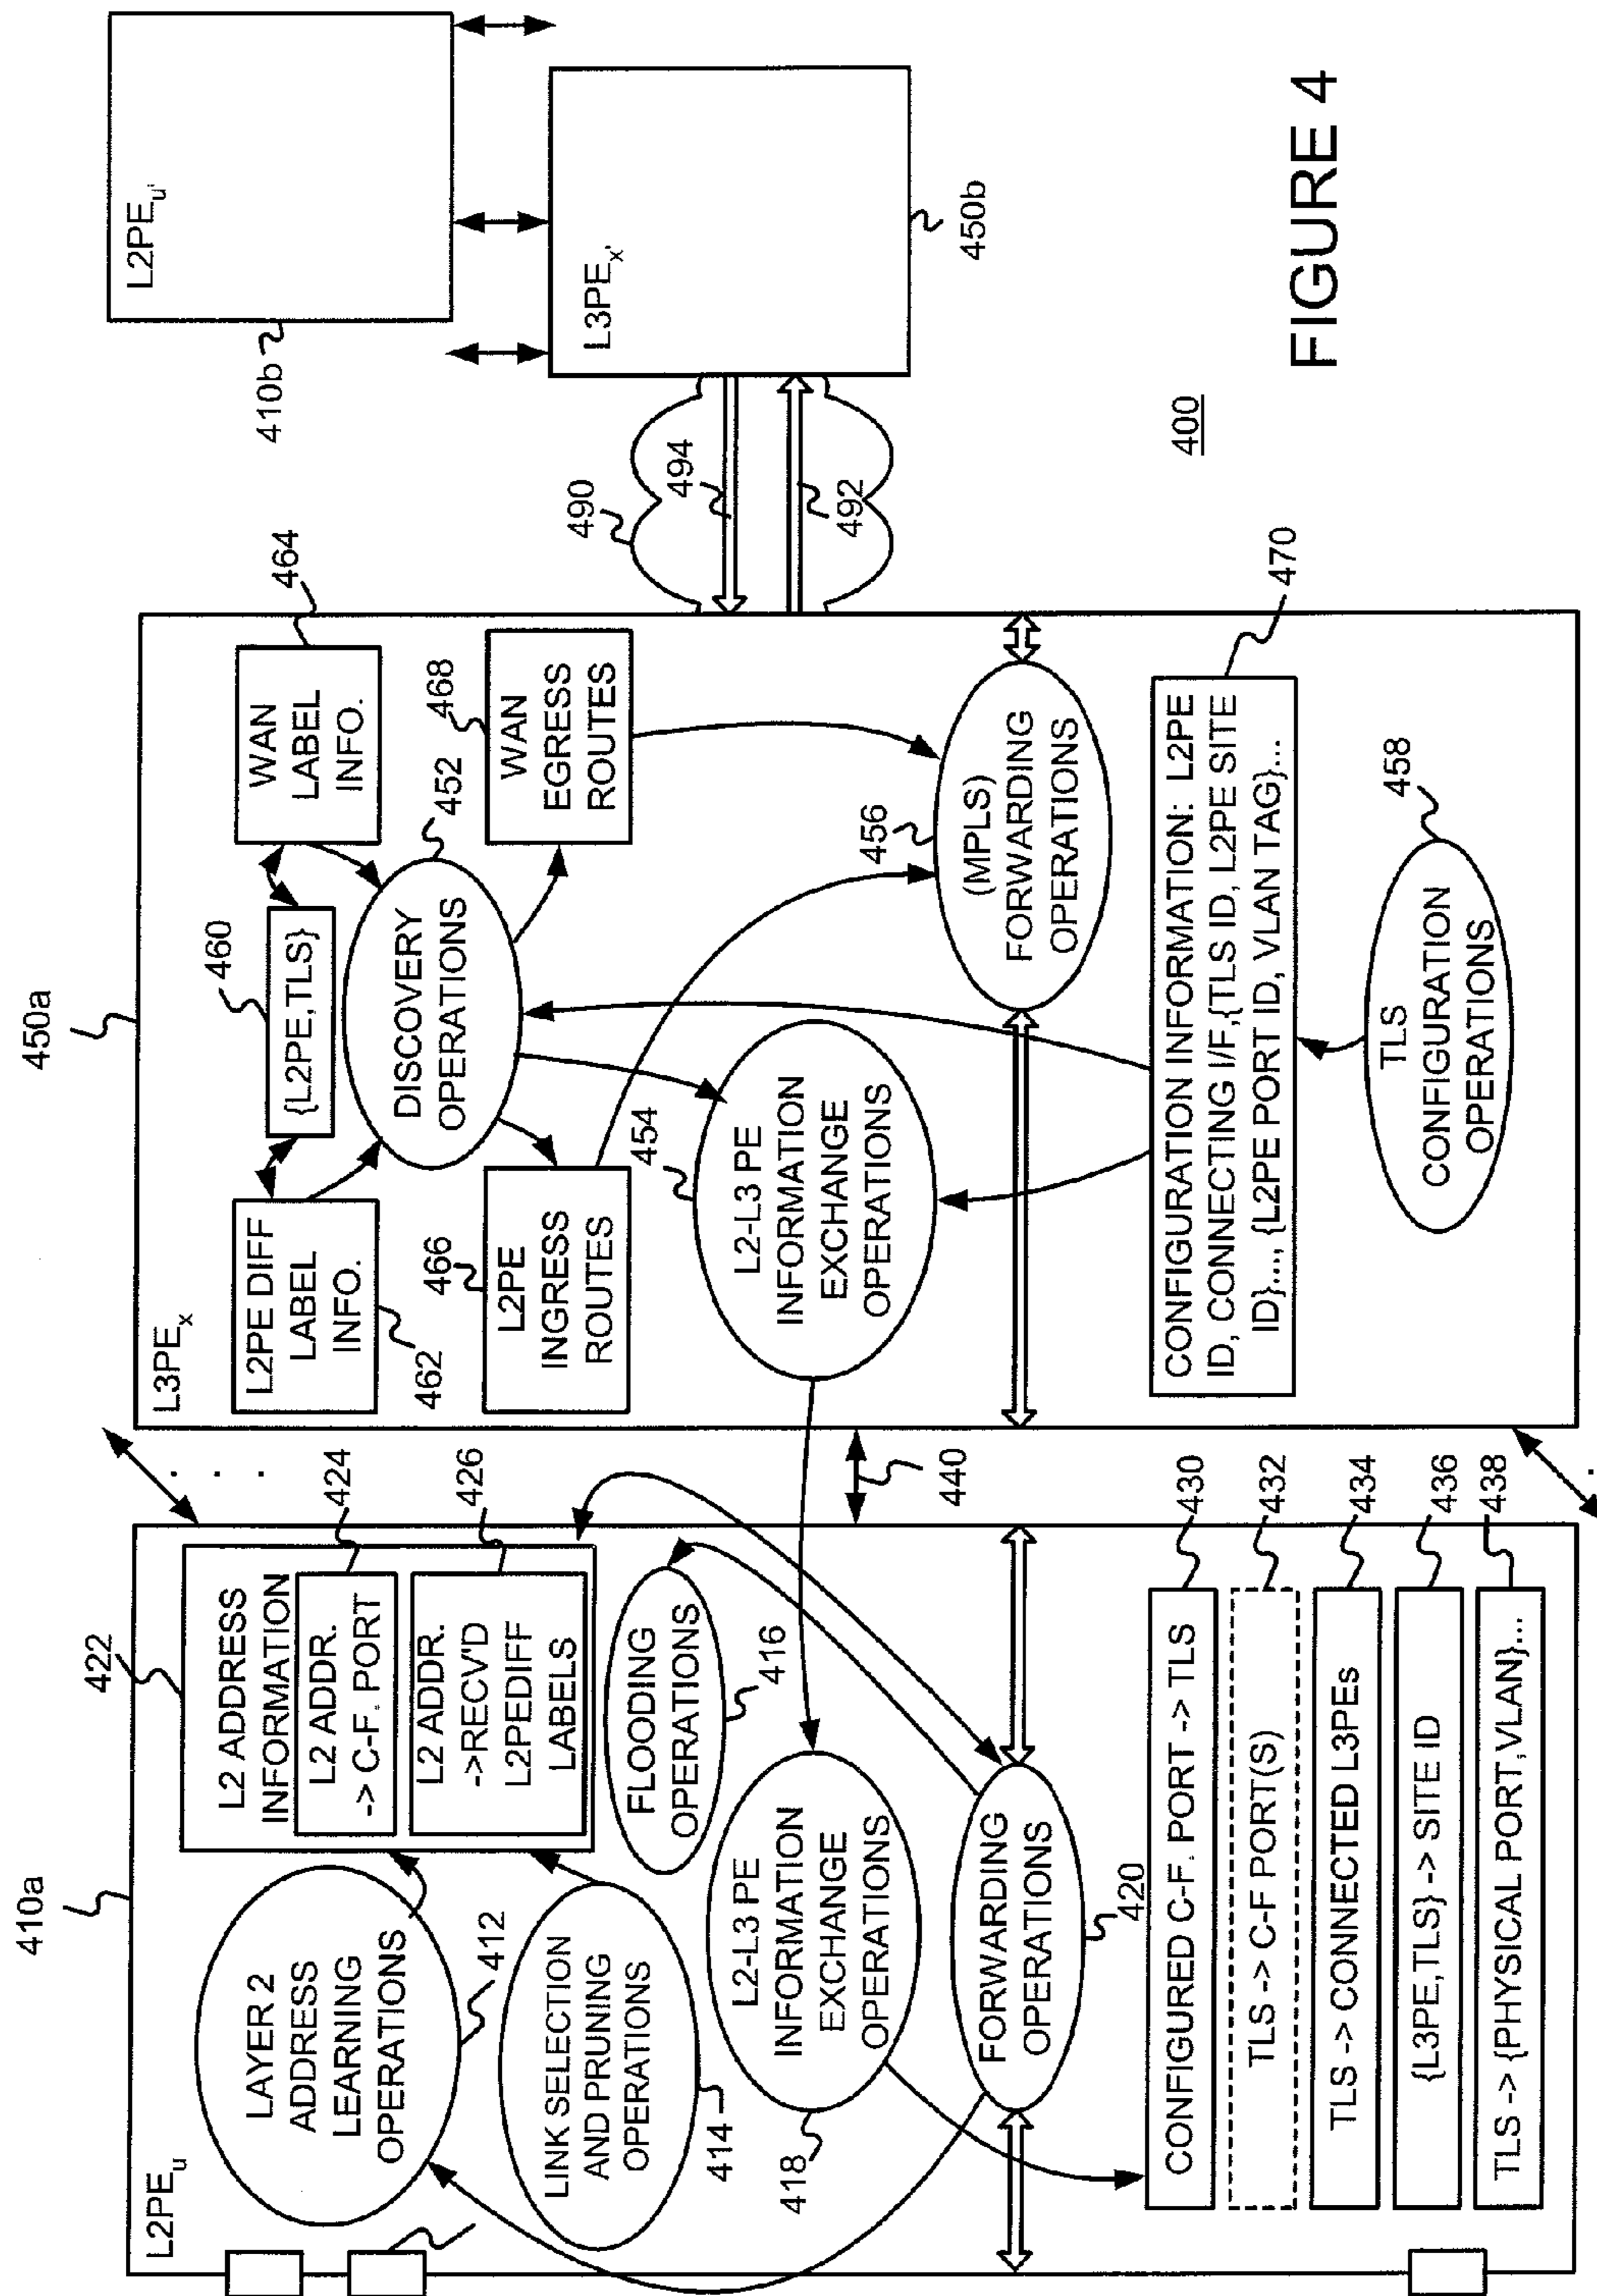 410a
L2PE_u
LAYER 2
ADDRESS
LEARNING
OPERATIONS
412
LINK SELECTION
AND PRUNING
OPERATIONS
414
422
L2 ADDRESS
INFORMATION
L2 ADDR.
-> C-F. PORT
424
L2 ADDR.
->RECV'D
L2PEDIFF
LABELS
426
FLOODING
OPERATIONS
416
L2-L3 PE
INFORMATION
EXCHANGE
OPERATIONS
418
FORWARDING
OPERATIONS
420
CONFIGURED C-F. PORT -> TLS
430
TLS -> C-F PORT(S)
432
TLS -> CONNECTED L3PEs
434
{L3PE,TLS} -> SITE ID
436
TLS -> {PHYSICAL PORT,VLAN}...
438
440
450a
L3PE_x
L2PE DIFF
LABEL
INFO.
462
460
{L2PE,TLS}
WAN
LABEL
INFO.
464
DISCOVERY
OPERATIONS
452
466
L2PE
INGRESS
ROUTES
468
WAN
EGRESS
ROUTES
454
L2-L3 PE
INFORMATION
EXCHANGE
OPERATIONS
456
(MPLS)
FORWARDING
OPERATIONS
CONFIGURATION INFORMATION: L2PE
ID, CONNECTING I/F,{TLS ID, L2PE SITE
ID}..., {L2PE PORT ID, VLAN TAG}...
470
TLS
CONFIGURATION
OPERATIONS
458
490
494
492
L2PE_u'
410b
L3PE_x'
450b
400
FIGURE 4